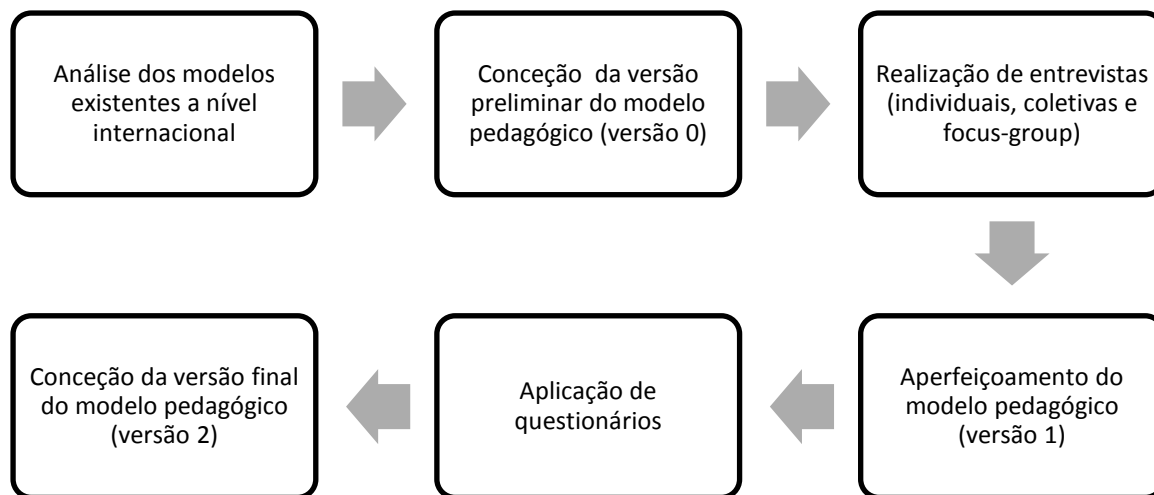 Análise dos modelos
existentes a nível
internacional
Conceção da versão
preliminar do modelo
pedagógico (versão 0)
Realização de entrevistas
(individuais, coletivas e
focus-group)
Aperfeiçoamento do
modelo pedagógico
(versão 1)
Aplicação de
questionários
Conceção da versão final
do modelo pedagógico
(versão 2)